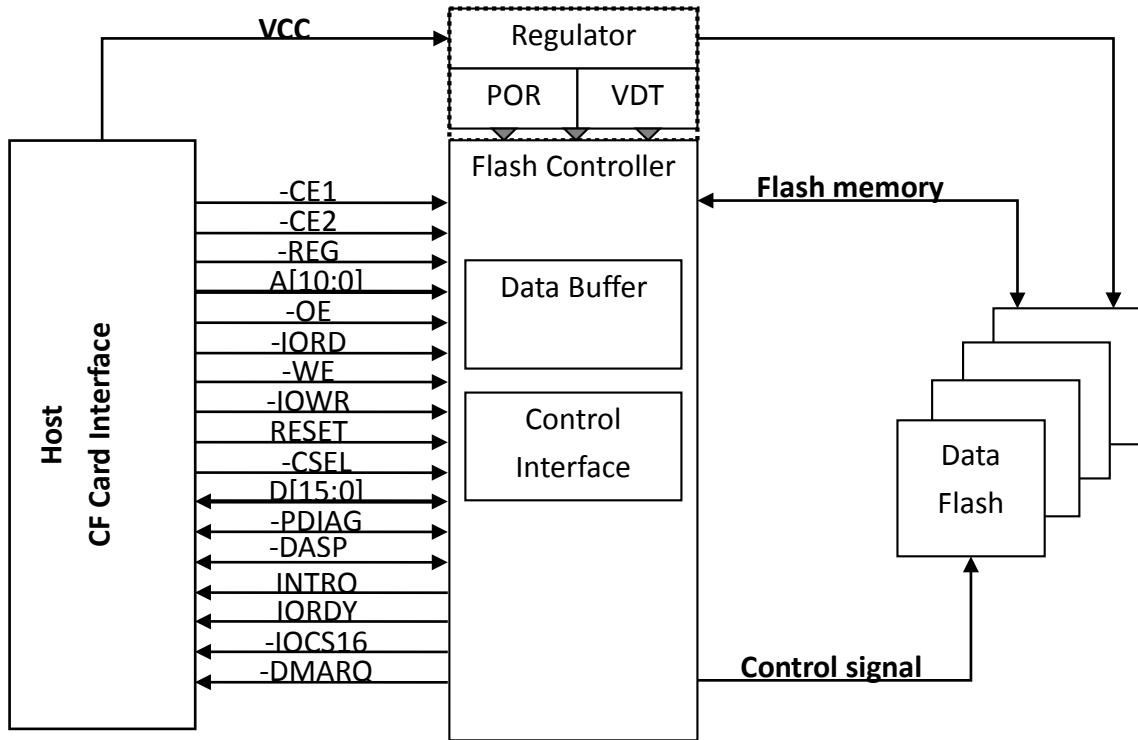 VCC
Regulator
POR
VDT
Flash Controller
Host
CF Card Interface
-CE1
-CE2
-REG
A[10:0]
-OE
-IORD
-WE
-IOWR
RESET
-CSEL
D[15:0]
-PDIAG
-DASP
INTRQ
IORDY
-IOCS16
-DMARQ
Data Buffer
Control
Interface
Flash memory
Data
Flash
Control signal